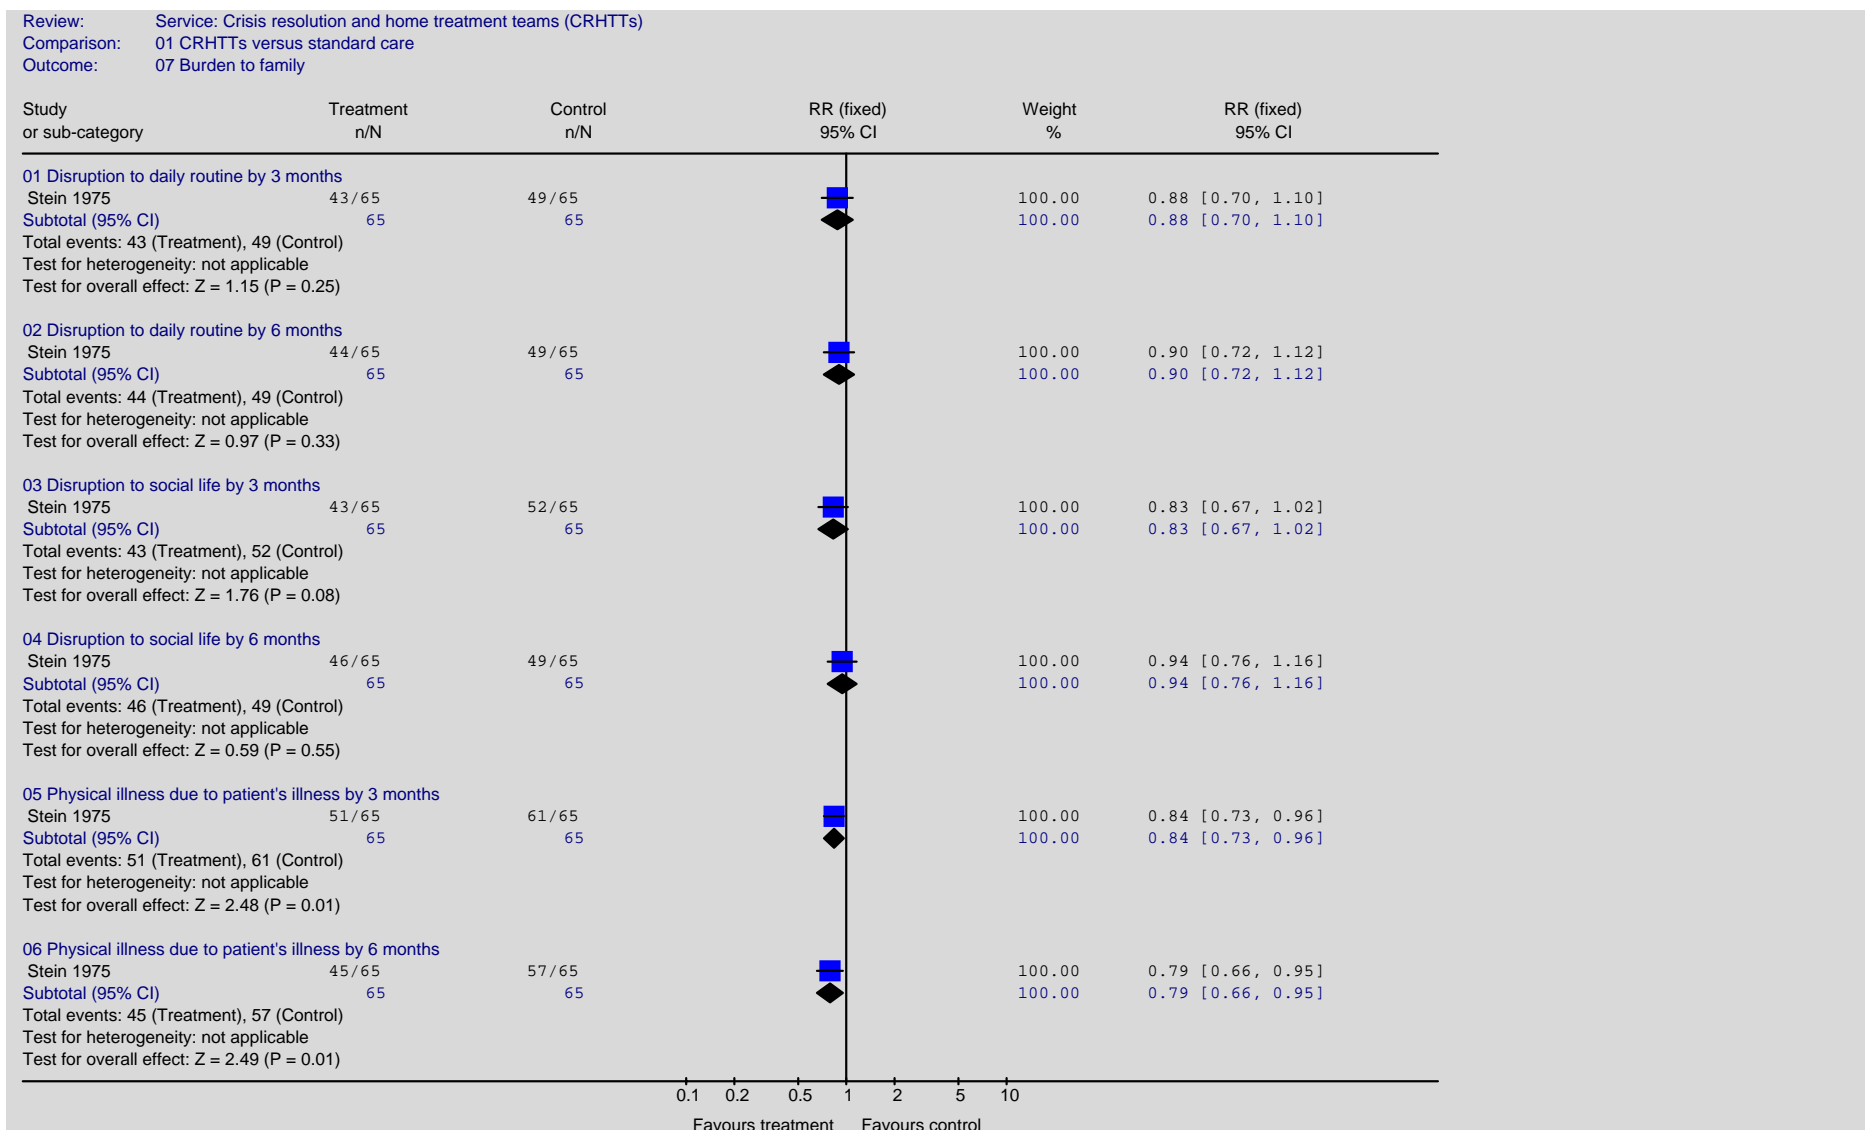 Review: Service: Crisis resolution and home treatment teams (CRHTTs)
Comparison: 01 CRHTTs versus standard care
Outcome: 07 Burden to family
Study Treatment Control RR (fixed) Weight RR (fixed)
or sub-category n/N n/N 95% CI % 95% CI
01 Disruption to daily routine by 3 months
Stein 1975 43/65 49/65 100.00 0.88 [0.70, 1.10]
Subtotal (95% CI) 65 65 100.00 0.88 [0.70, 1.10]
Total events: 43 (Treatment), 49 (Control)
Test for heterogeneity: not applicable
Test for overall effect: Z = 1.15 (P = 0.25)
02 Disruption to daily routine by 6 months
Stein 1975 44/65 49/65 100.00 0.90 [0.72, 1.12]
Subtotal (95% CI) 65 65 100.00 0.90 [0.72, 1.12]
Total events: 44 (Treatment), 49 (Control)
Test for heterogeneity: not applicable
Test for overall effect: Z = 0.97 (P = 0.33)
03 Disruption to social life by 3 months
Stein 1975 43/65 52/65 100.00 0.83 [0.67, 1.02]
Subtotal (95% CI) 65 65 100.00 0.83 [0.67, 1.02]
Total events: 43 (Treatment), 52 (Control)
Test for heterogeneity: not applicable
Test for overall effect: Z = 1.76 (P = 0.08)
04 Disruption to social life by 6 months
Stein 1975 46/65 49/65 100.00 0.94 [0.76, 1.16]
Subtotal (95% CI) 65 65 100.00 0.94 [0.76, 1.16]
Total events: 46 (Treatment), 49 (Control)
Test for heterogeneity: not applicable
Test for overall effect: Z = 0.59 (P = 0.55)
05 Physical illness due to patient's illness by 3 months
Stein 1975 51/65 61/65 100.00 0.84 [0.73, 0.96]
Subtotal (95% CI) 65 65 100.00 0.84 [0.73, 0.96]
Total events: 51 (Treatment), 61 (Control)
Test for heterogeneity: not applicable
Test for overall effect: Z = 2.48 (P = 0.01)
06 Physical illness due to patient's illness by 6 months
Stein 1975 45/65 57/65 100.00 0.79 [0.66, 0.95]
Subtotal (95% CI) 65 65 100.00 0.79 [0.66, 0.95]
Total events: 45 (Treatment), 57 (Control)
Test for heterogeneity: not applicable
Test for overall effect: Z = 2.49 (P = 0.01)
0.1 0.2 0.5 1 2 5 10
Favours treatment Favours control